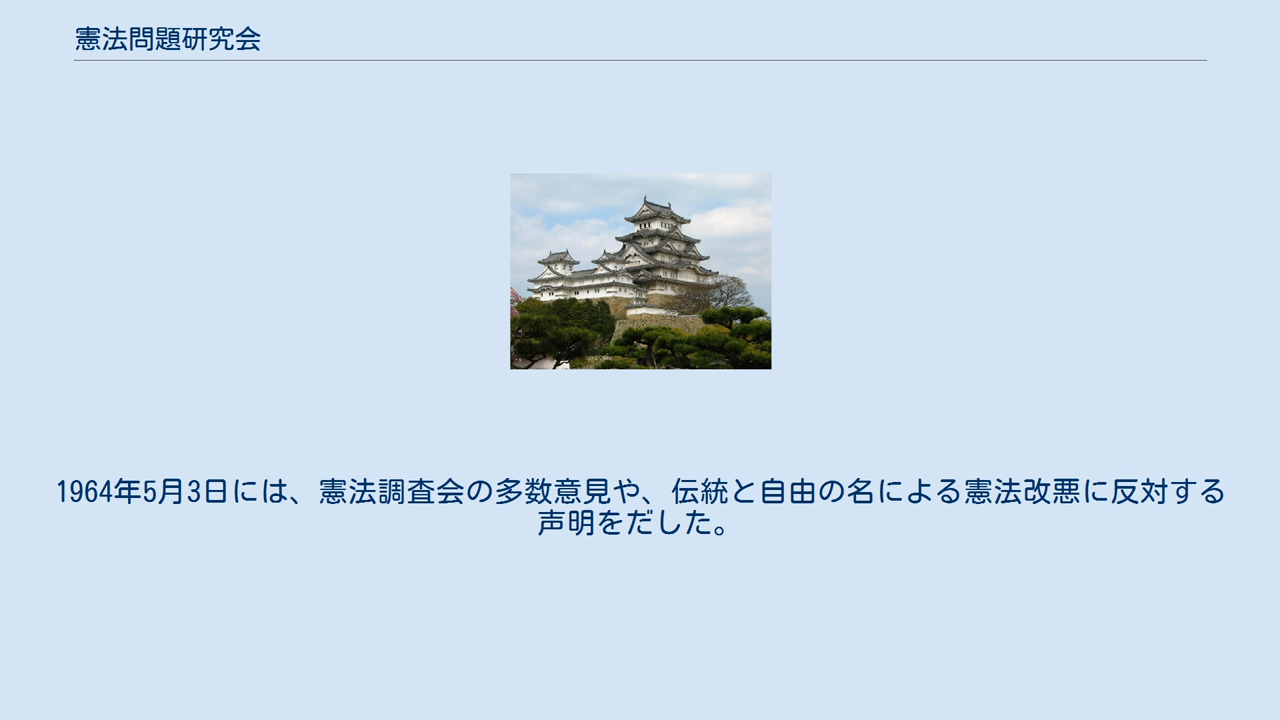 憲法問題研究会
1964年5月3日には、憲法調査会の多数意見や、伝統と自由の名による憲法改悪に反対する
声明をだした。